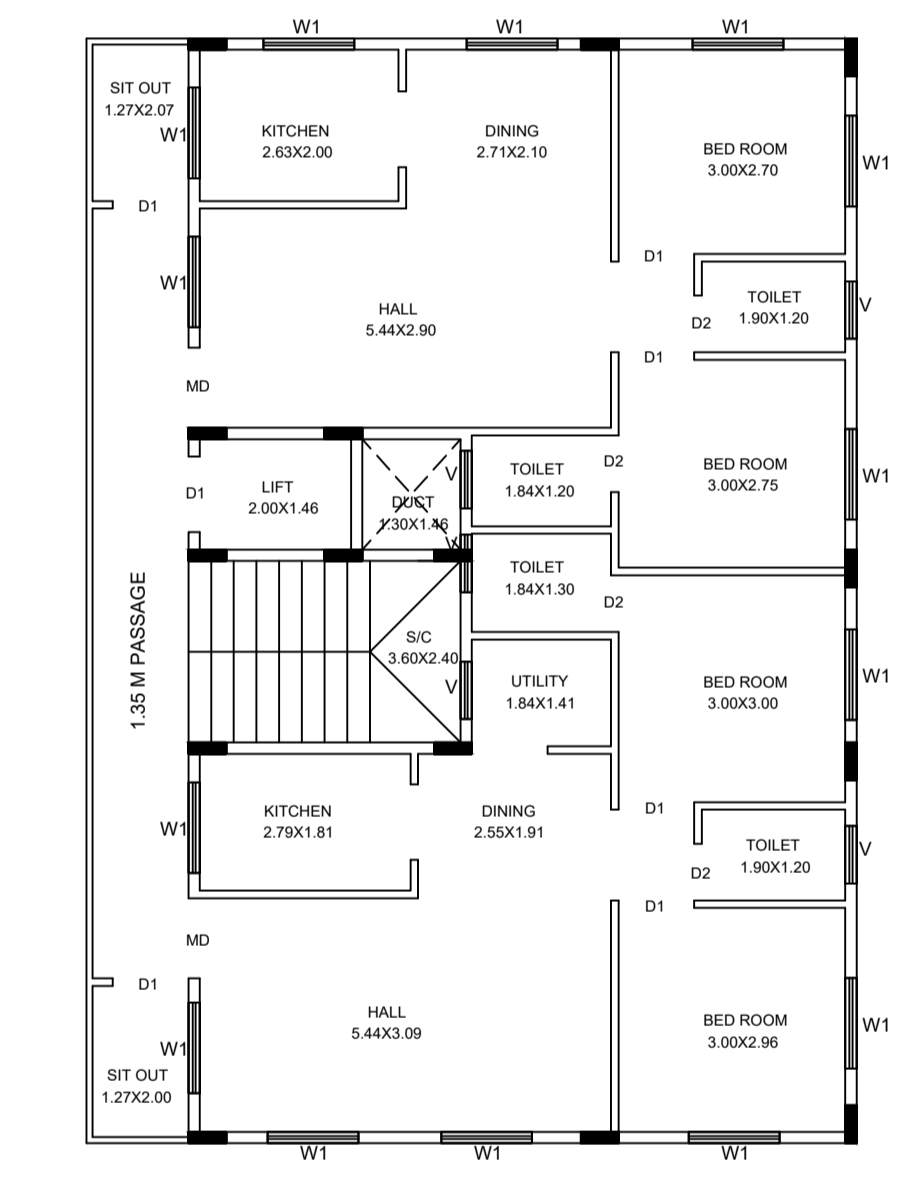 W1
W1
W1
SIT OUT
1.27X2.07
W1
KITCHEN
2.63X2.00
DINING
2.71X2.10
BED ROOM
3.00X2.70
W1
D1
W1
D1
HALL
5.44X2.90
TOILET
1.90X1.20
V
D2
D1
MD
LIFT
2.00X1.46
D1
DUCT
1.30X1.46
V
V
TOILET
1.84X1.20
D2
BED ROOM
3.00X2.75
W1
TOILET
1.84X1.30
D2
1.35 M PASSAGE
S/C
3.60X2.40
V
UTILITY
1.84X1.41
BED ROOM
3.00X3.00
W1
KITCHEN
2.79X1.81
W1
DINING
2.55X1.91
D1
TOILET
1.90X1.20
V
D2
D1
MD
D1
HALL
5.44X3.09
BED ROOM
3.00X2.96
W1
W1
SIT OUT
1.27X2.00
W1
W1
W1